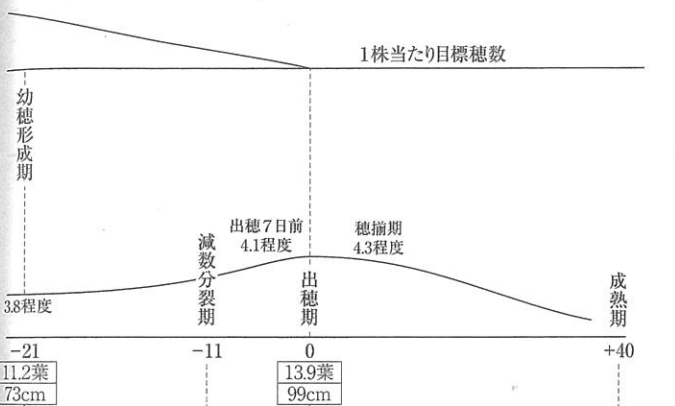 1株当たり目標穂数
幼穂形成期
出穂7日前
4.1程度
穂揃期
4.3程度
減数分裂期
出穂期
成熟期
3.8程度
−21
−11
0
+40
11.2葉
13.9葉
73cm
99cm